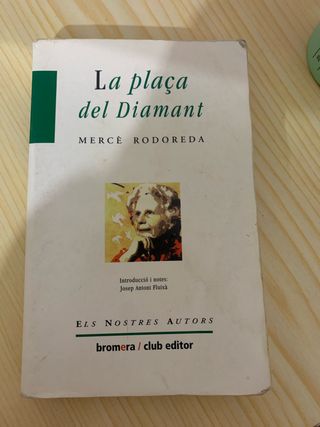 La plaça
del Diamant
MERCÈ RODOREDA
Introducció i notes:
Josep Antoni Fluixà
ELS NOSTRES AUTORS
bromera / club editor